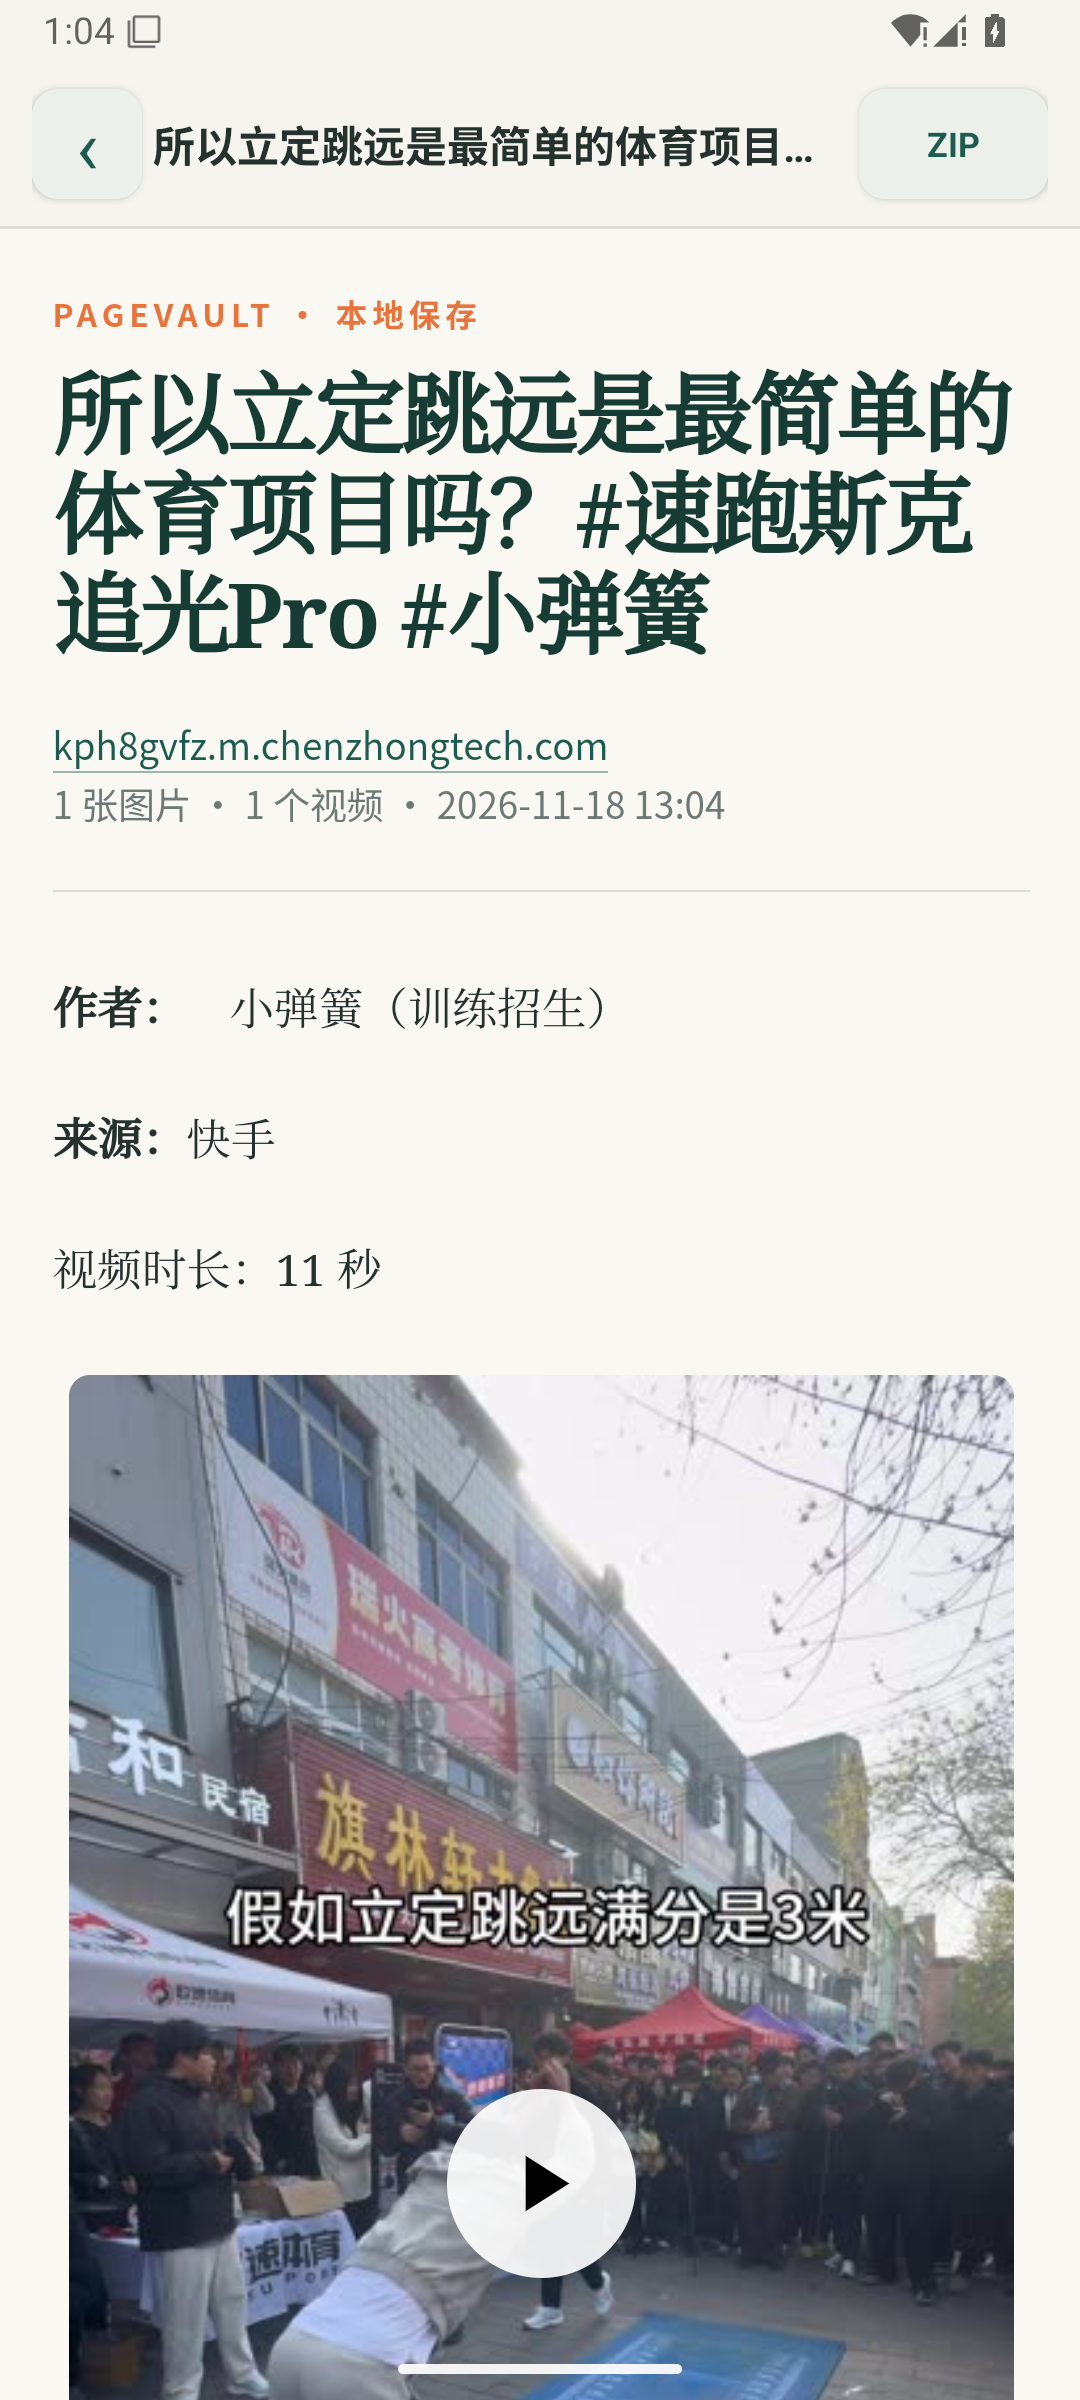 1:04
‹ 所以立定跳远是最简单的体育项目... ZIP
PAGEVAULT · 本地保存
所以立定跳远是最简单的
体育项目吗？#速跑斯克
追光Pro #小弹簧
kph8gvfz.m.chenzhongtech.com
1 张图片 · 1 个视频 · 2026-11-18 13:04
作者： 小弹簧（训练招生）
来源：快手
视频时长：11 秒
和 民宿
旗林轩
假如立定跳远满分是3米
速体育